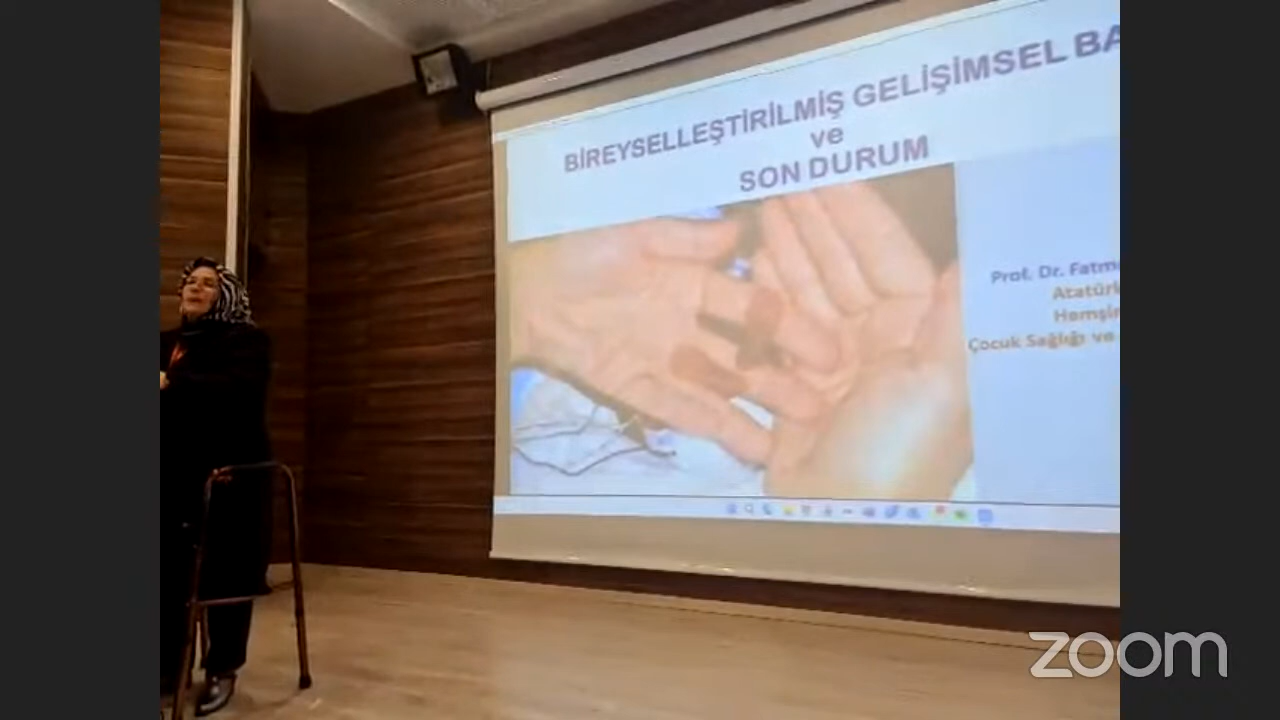 BİREYSELLEŞTİRİLMİŞ GELİŞİMSEL BA
ve
SON DURUM
Prof. Dr. Fatm
Atatürk
Hemşir
Çocuk Sağlığı ve
zoom